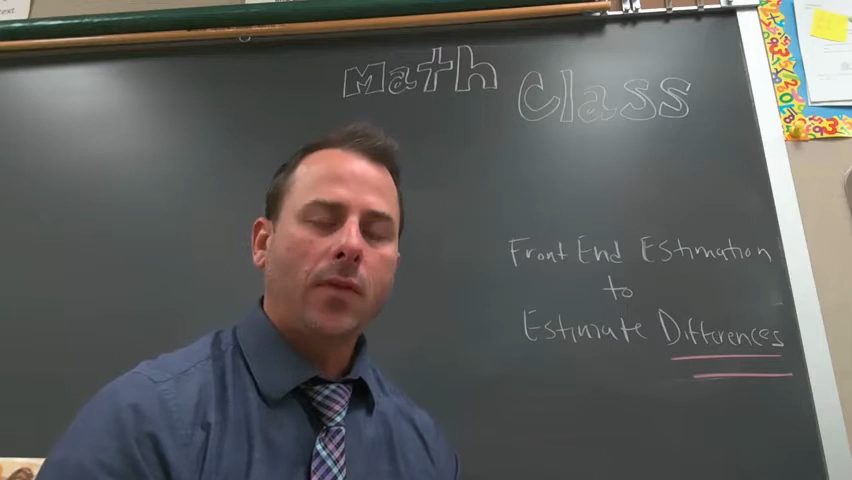 Math Class
Front End Estimation
to
Estimate Differences